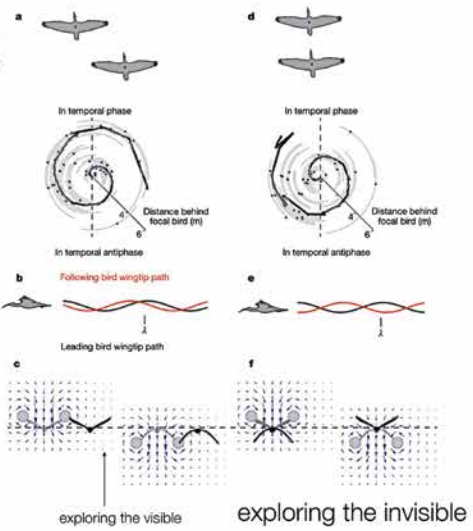 a
d
In temporal phase
In temporal phase
4
6
Distance behind
focal bird (m)
In temporal antiphase
4
6
Distance behind
focal bird (m)
In temporal antiphase
b
Following bird wingtip path
λ
Leading bird wingtip path
e
λ
c
f
exploring the visible
exploring the invisible